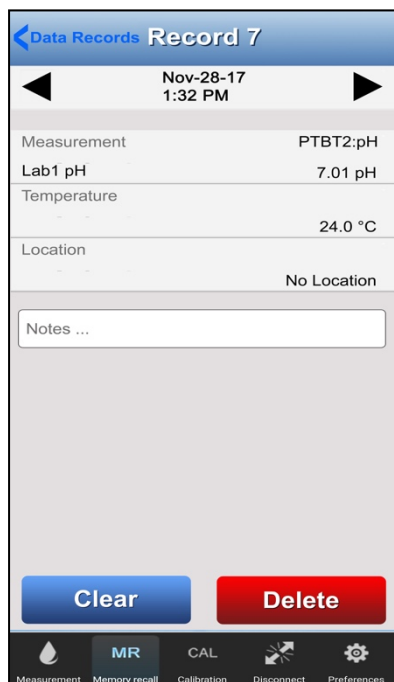 Data Records Record 7
Nov-28-17
1:32 PM
Measurement PTBT2:pH
Lab1 pH 7.01 pH
Temperature
24.0 °C
Location
No Location
Notes ...
Clear Delete
MR CAL
Measurement Memory recall Calibration Disconnect Preferences